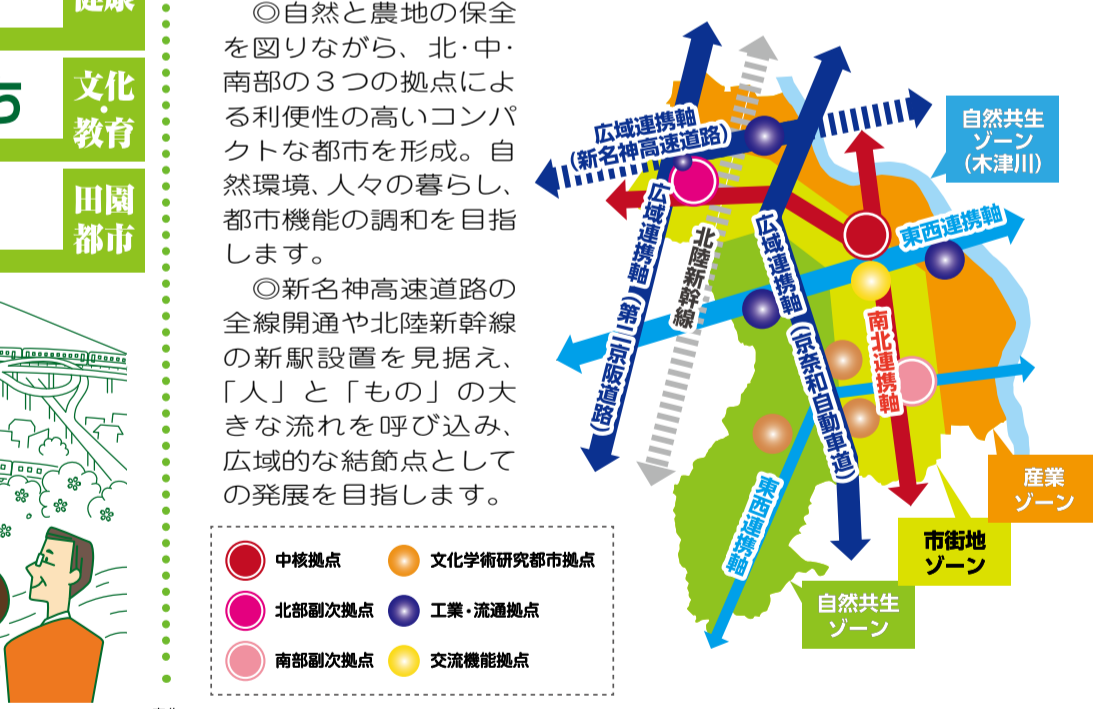 文化
・
教育
田園
都市
◎自然と農地の保全
を図りながら、北・中・
南部の３つの拠点によ
る利便性の高いコンパ
クトな都市を形成。自
然環境、人々の暮らし、
都市機能の調和を目指
します。
◎新名神高速道路の
全線開通や北陸新幹線
の新駅設置を見据え、
「人」と「もの」の大
きな流れを呼び込み、
広域的な結節点として
の発展を目指します。
広域連携軸
(新名神高速道路)
自然共生
ゾーン
(木津川)
広域連携軸(第二京阪道路)
北陸新幹線
広域連携軸(京奈和自動車道)
東西連携軸
南北連携軸
東西連携軸
産業
ゾーン
市街地
ゾーン
自然共生
ゾーン
中核拠点
文化学術研究都市拠点
北部副次拠点
工業・流通拠点
南部副次拠点
交流機能拠点